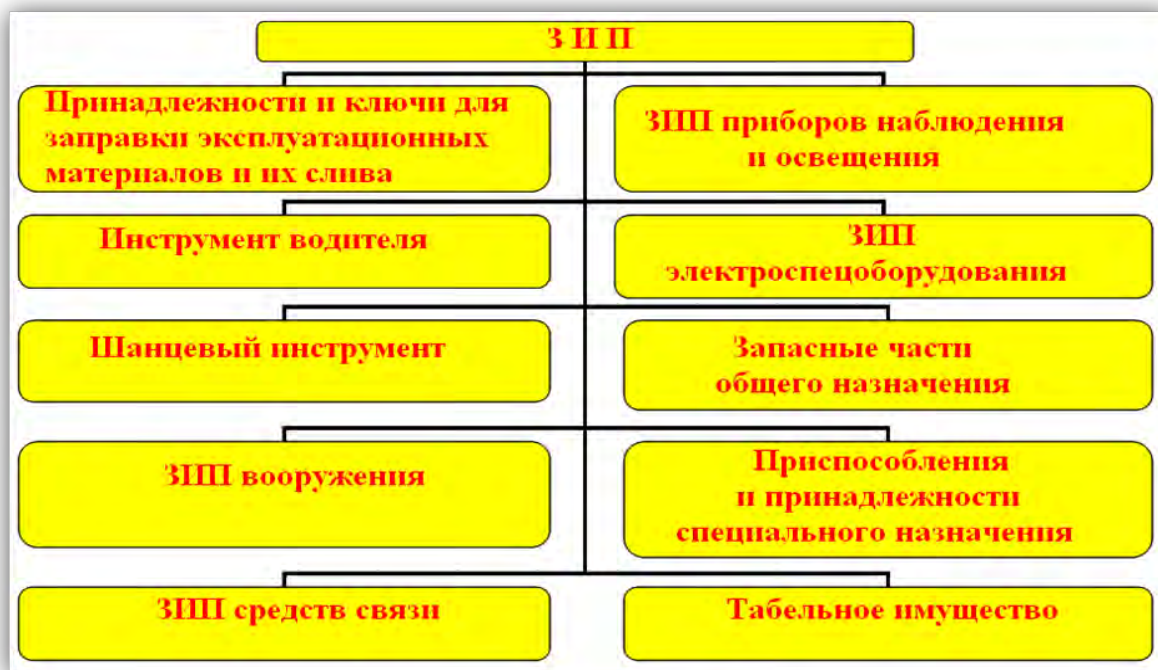 З И П
Принадлежности и ключи для
заправки эксплуатационных
материалов и их слива
ЗИП приборов наблюдения
и освещения
Инструмент водителя
ЗИП
электроспецоборудования
Шанцевый инструмент
Запасные части
общего назначения
ЗИП вооружения
Приспособления
и принадлежности
специального назначения
ЗИП средств связи
Табельное имущество